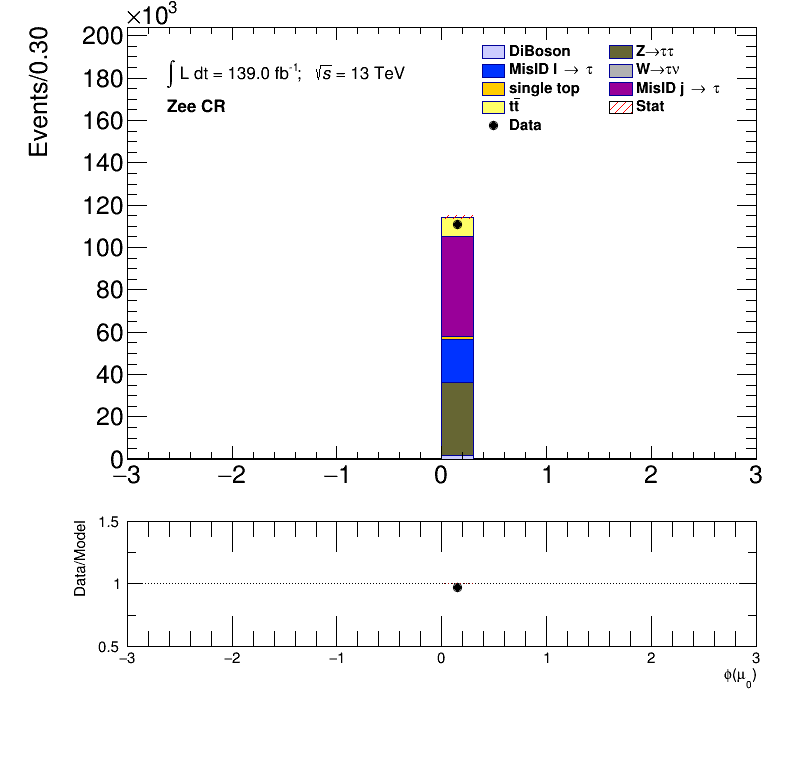 ×10³
200
180
160
140
120
100
80
60
40
20
0
Events/0.30
∫ L dt = 139.0 fb⁻¹; √s = 13 TeV
Zee CR
DiBoson
MisID l → τ
single top
tt̄
Data
Z→ττ
W→τν
MisID j → τ
Stat
−3 −2 −1 0 1 2 3
1.5
1
0.5
Data/Model
−3 −2 −1 0 1 2 3
ϕ(μ₀)